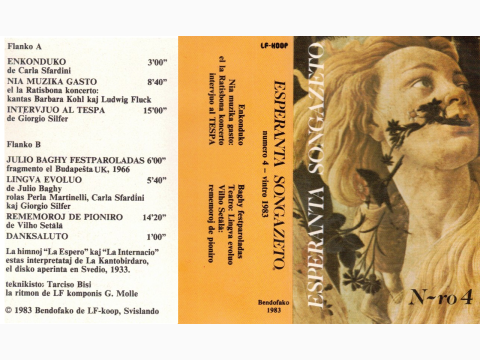 Flanko A
ENKONDUKO 3'00"
de Carla Sfardini
NIA MUZIKA GASTO 8'40"
el la Ratisbona koncerto:
kantas Barbara Kohl kaj Ludwig Fluck
INTERVJUO AL TESPA 15'00"
de Giorgio Silfer
Flanko B
JULIO BAGHY FESTPAROLADAS 6'00"
fragmento el Budapeŝta UK, 1966
LINGVA EVOLUO 5'40"
de Julio Baghy
rolas Perla Martinelli, Carla Sfardini
kaj Giorgio Silfer
REMEMOROJ DE PIONIRO 14'20"
de Vilho Setälä
DANKSALUTO 1'00"
La himnoj "La Espero" kaj "La Internacio"
estas interpretataj de La Kantobirdaro,
el disko aperinta en Svedio, 1933.
teknikisto: Tarciso Bisi
la ritmon de LF komponis G. Molle
© 1983 Bendofako de LF-koop, Svislando
LF-KOOP
ESPERANTA SONGAZETO
numero 4 - vintro 1983
Enkonduko
Nia muzika gasto:
el la Ratisbona koncerto
intervjuo al TESPA
Baghy festparoladas
Teatro: Lingva evoluo
Vilho Setälä:
rememoroj de pioniro
Bendofako
1983
ESPERANTA SONGAZETO
N-ro 4